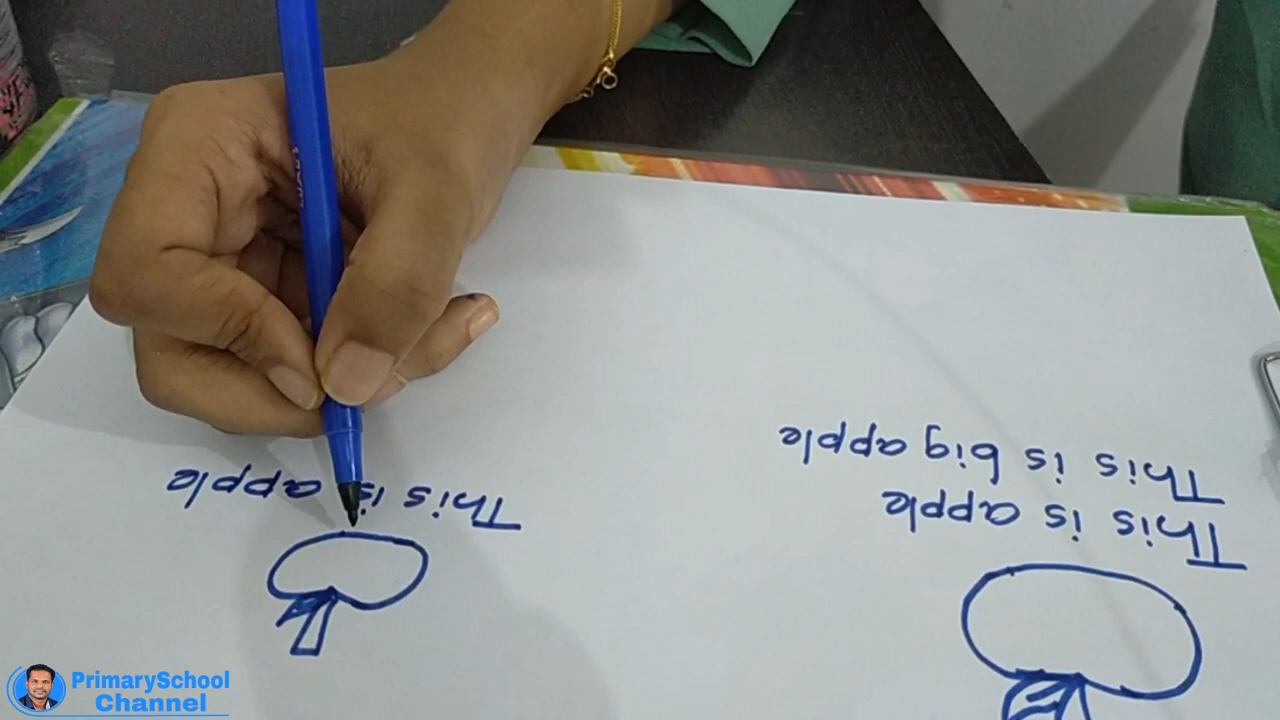 This is apple
This is big apple
This is apple
PrimarySchool
Channel